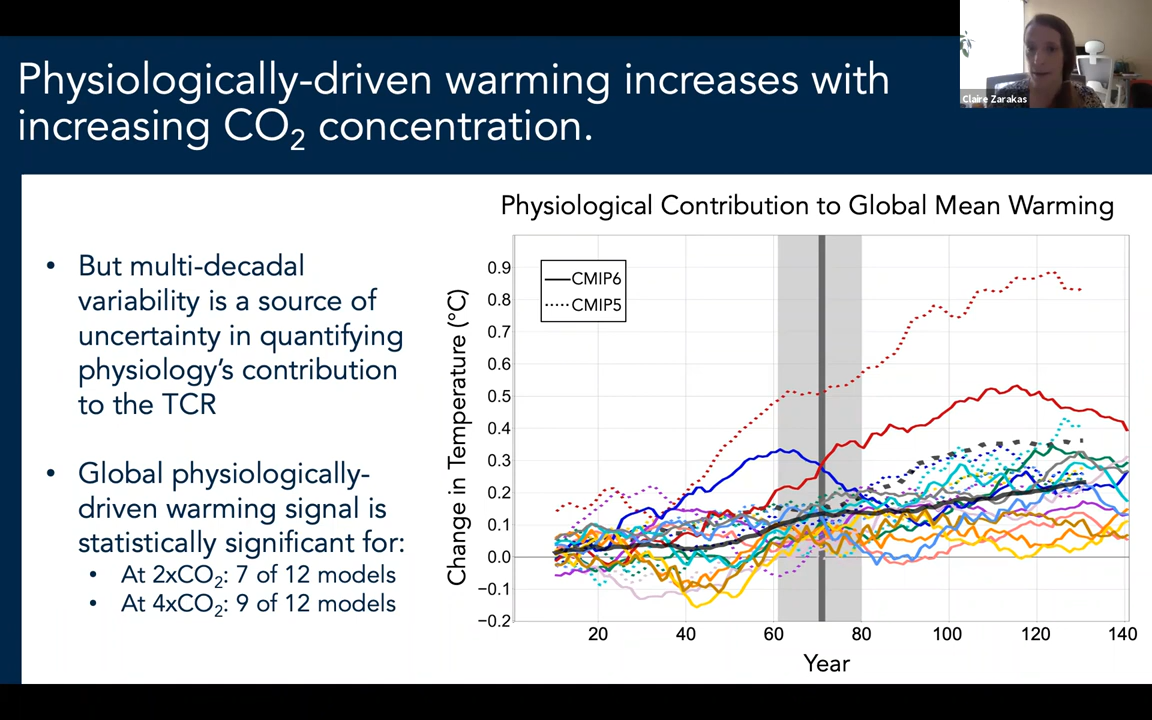 Physiologically-driven warming increases with
increasing CO₂ concentration.
Claire Zarakas
• But multi-decadal
variability is a source of
uncertainty in quantifying
physiology's contribution
to the TCR
• Global physiologically-
driven warming signal is
statistically significant for:
• At 2xCO₂: 7 of 12 models
• At 4xCO₂: 9 of 12 models
Physiological Contribution to Global Mean Warming
CMIP6
CMIP5
Change in Temperature (°C)
0.9
0.8
0.7
0.6
0.5
0.4
0.3
0.2
0.1
0.0
−0.1
−0.2
20 40 60 80 100 120 140
Year